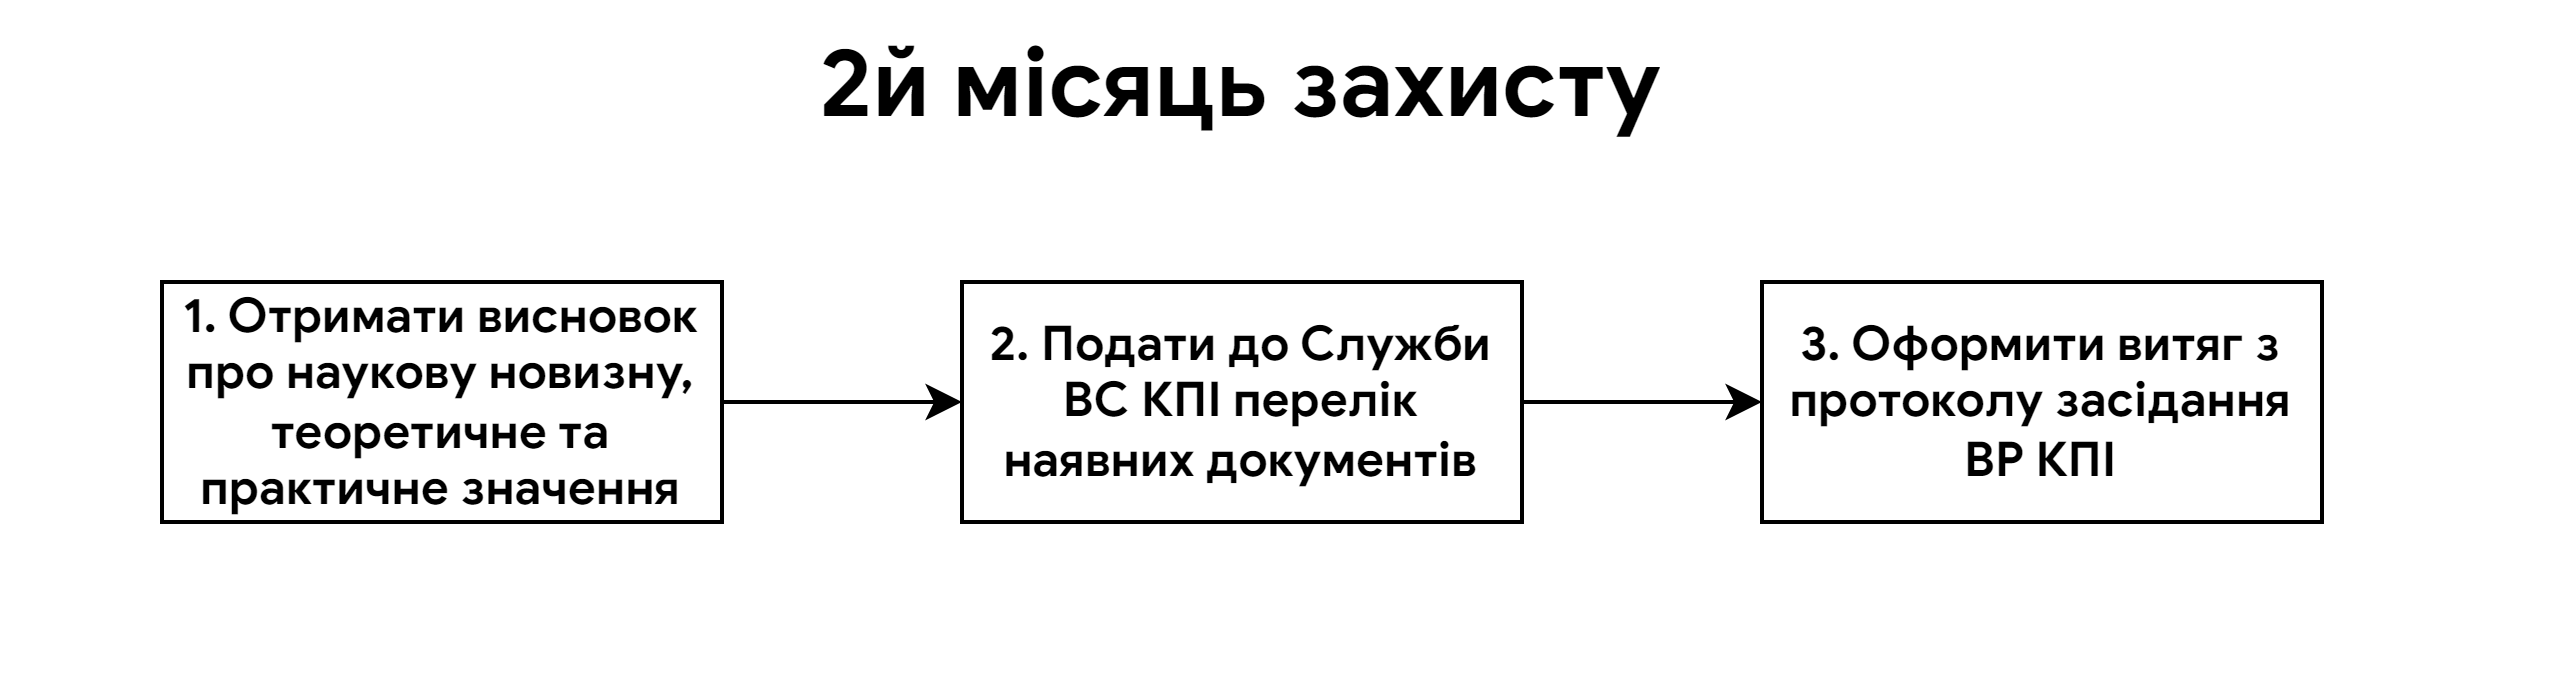 2й місяць захисту
1. Отримати висновок
про наукову новизну,
теоретичне та
практичне значення
2. Подати до Служби
ВС КПІ перелік
наявних документів
3. Оформити витяг з
протоколу засідання
ВР КПІ